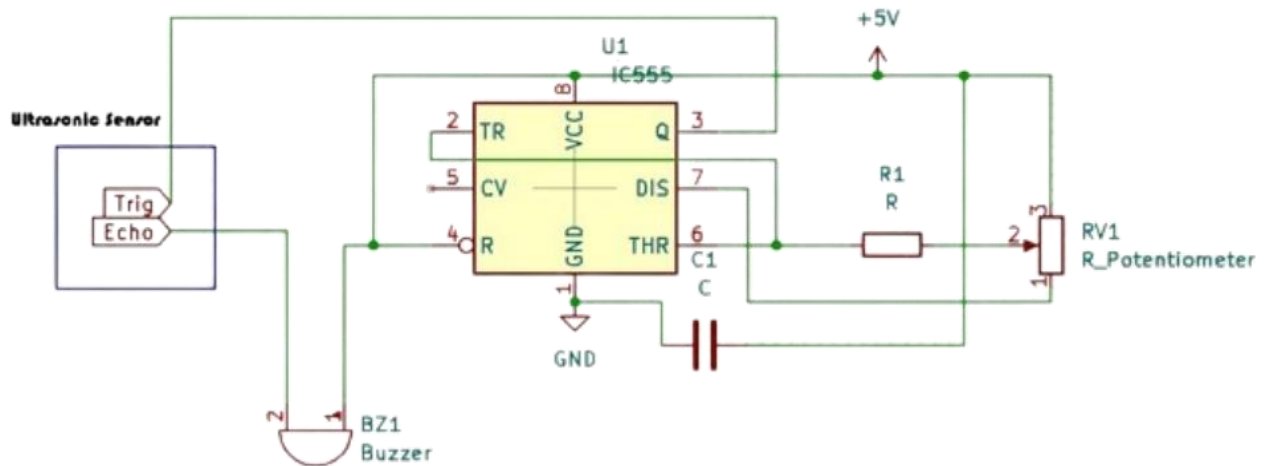 +5V
U1
IC555
Ultrasonic Sensor
8
2 TR VCC Q 3
5 CV DIS 7
R1
R
Trig
Echo
4 R GND THR 6
2 3 1
RV1
R_Potentiometer
1
C1
C
GND
2 1
BZ1
Buzzer